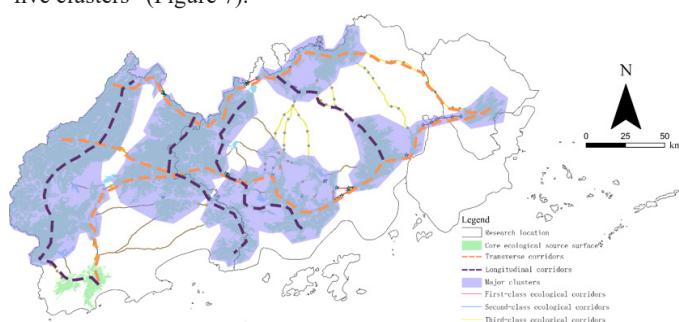 five clusters" (Figure 7).
N
0 25 50
km
Legend
Research location
Core ecological source surface
Transverse corridors
Longitudinal corridors
Major clusters
First-class ecological corridors
Second-class ecological corridors
Third-class ecological corridors